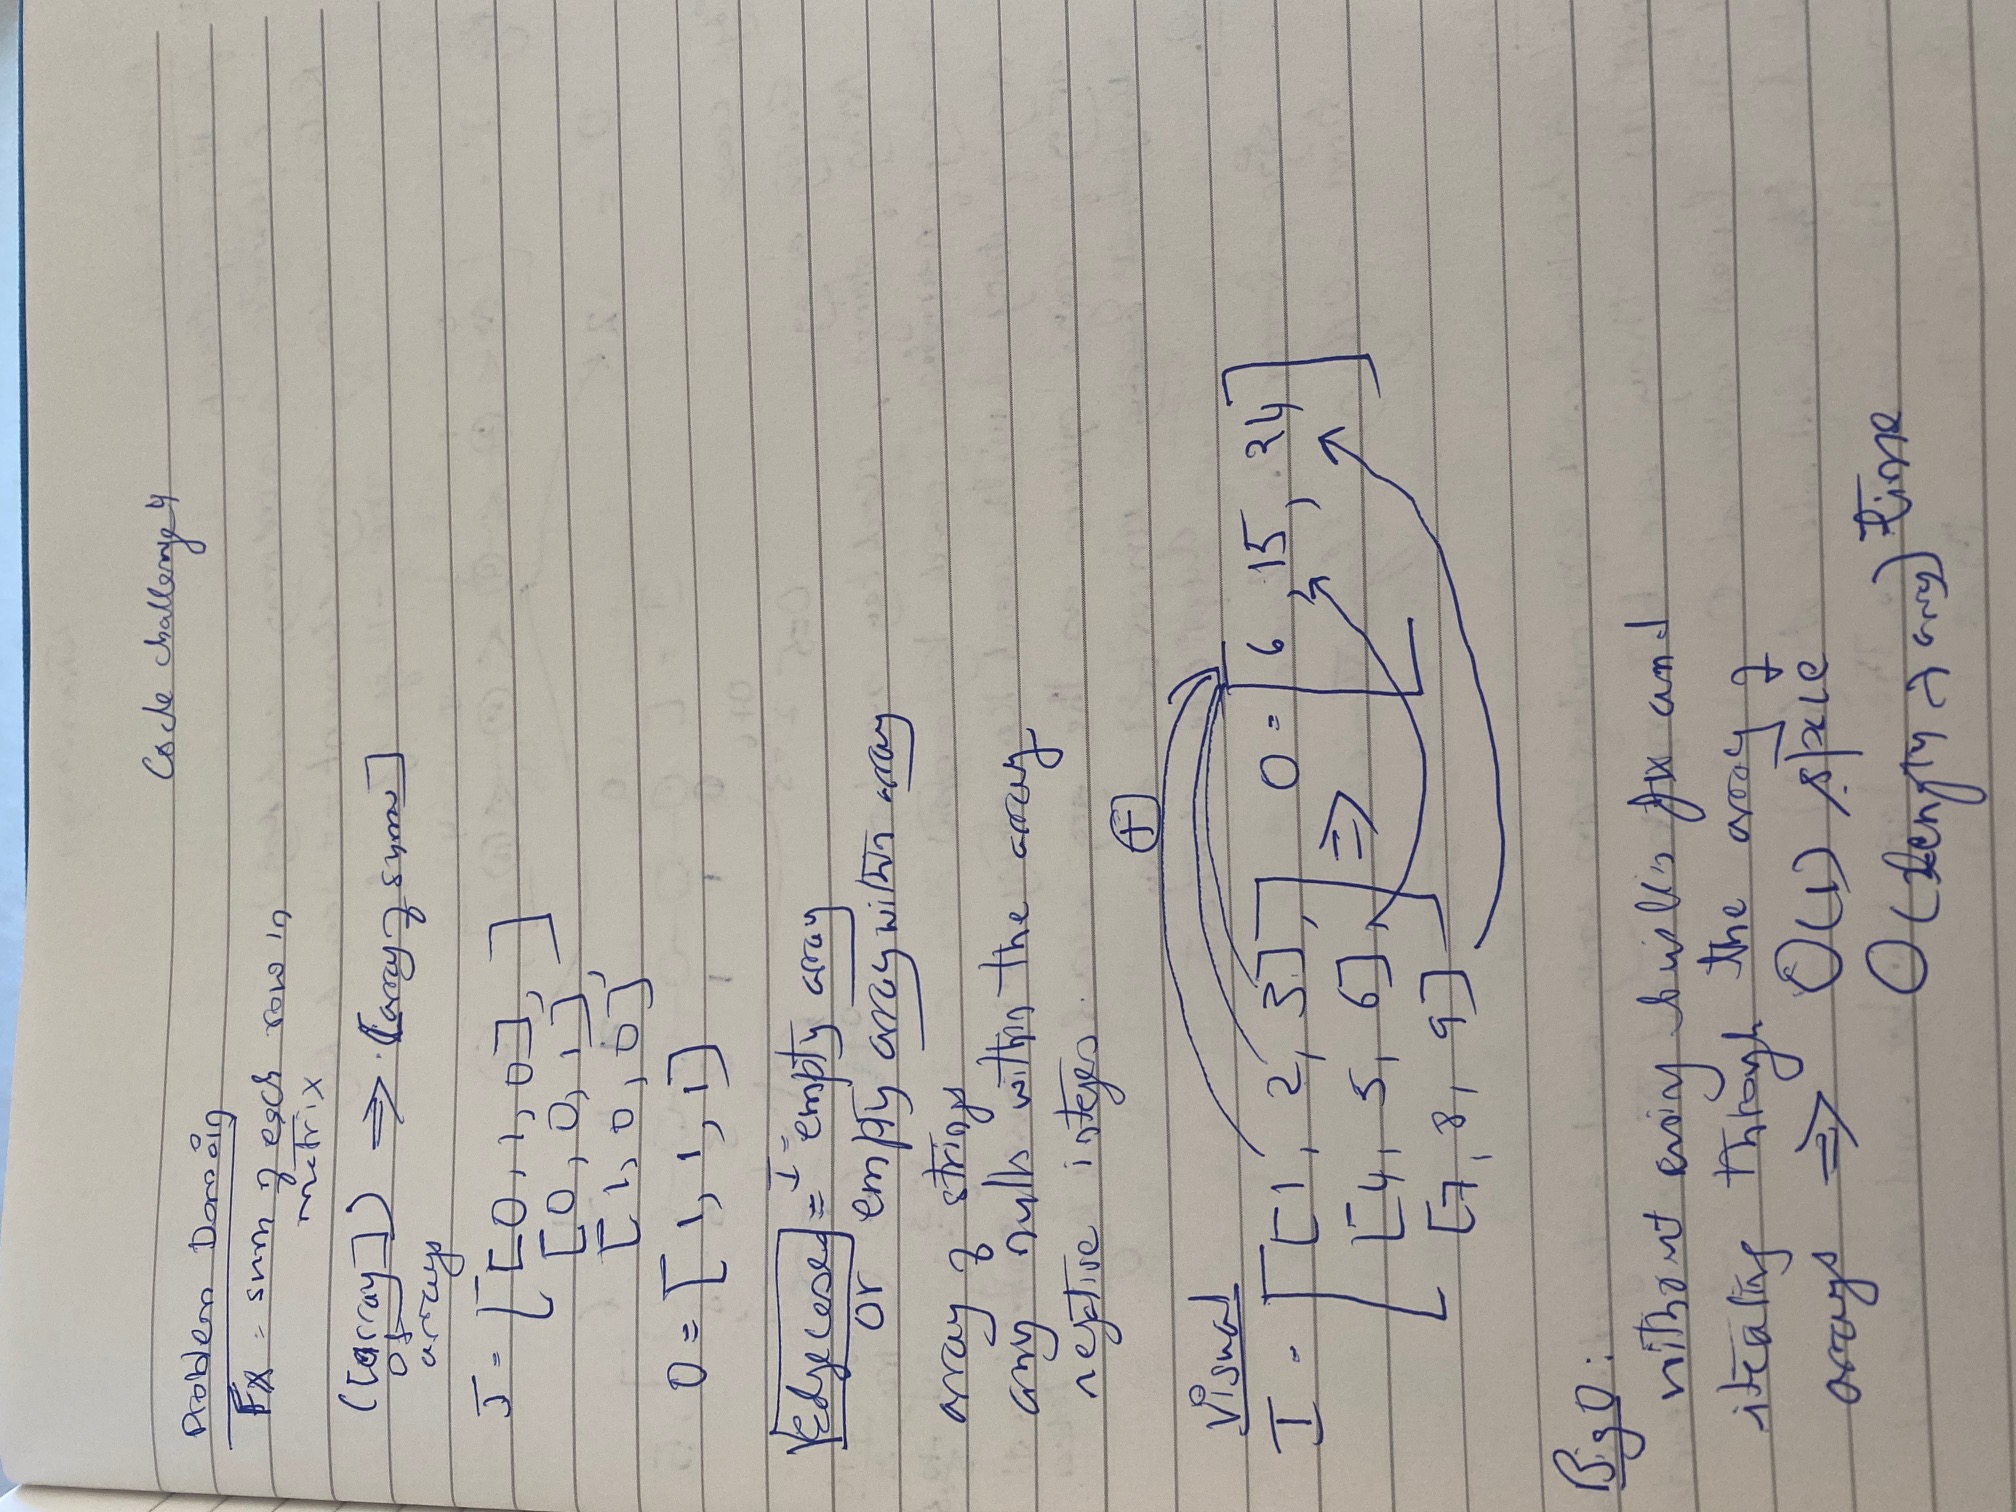 Code challenge 4
Problem Domain
Fx = sum of each row in
matrix
([array]) => [array of sums]
of
arrays
I = [[0, 1, 0], ]
[0, 0, 1],
[1, 0, 0]
O = [1, 1, 1]
Edge cases = I = empty array
or empty array within array
array of strings
any nulls within the array
negative integers.
+
Visual
I = [[1, 2, 3], ] => O = [6, 15, 24]
[4, 5, 6],
[7, 8, 9]
Big O:
without fx and
iterating through the array of
arrays => O(1) space
O(length of array) time